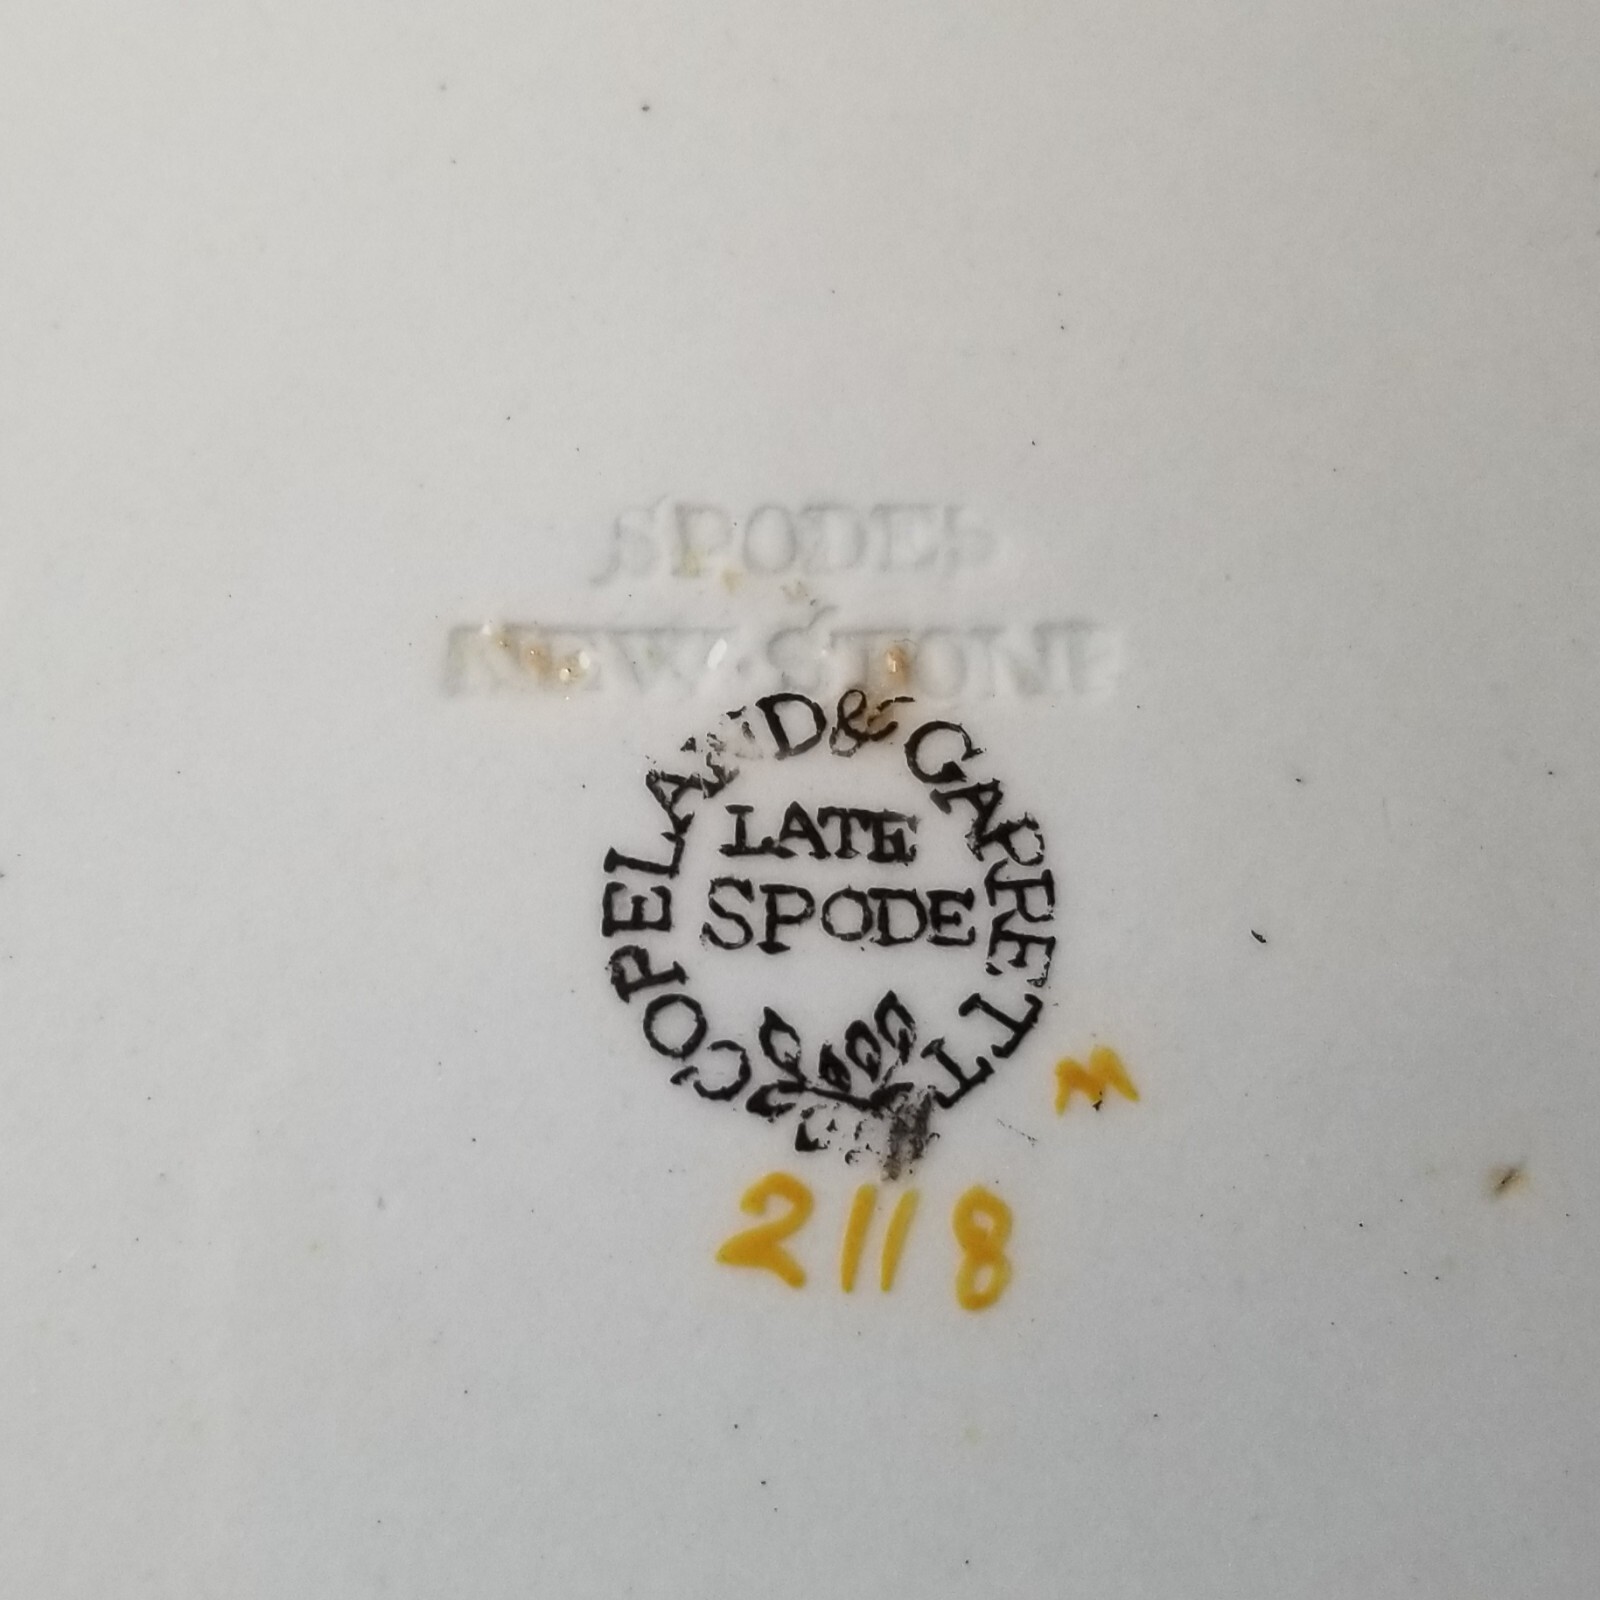 SPODES
NEW·STONE
COPELAND & GARRETT
LATE
SPODE
M
2118